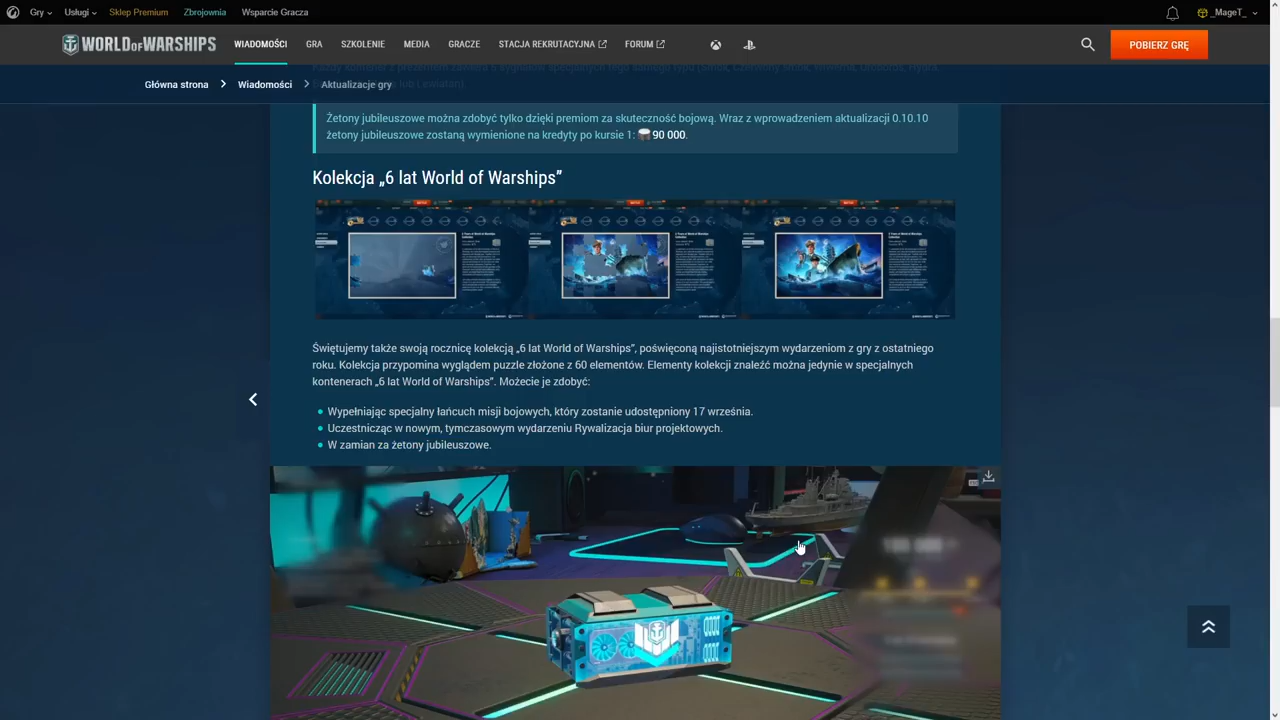 Gry
Usługi
Sklep Premium
Zbrojownia
Wsparcie Gracza
_MageT_
WORLD OF WARSHIPS
WIADOMOŚCI
GRA
SZKOLENIE
MEDIA
GRACZE
STACJA REKRUTACYJNA
FORUM
POBIERZ GRĘ
Główna strona
Wiadomości
Aktualizacje gry
Żetony jubileuszowe można zdobyć tylko dzięki premiom za skuteczność bojową. Wraz z wprowadzeniem aktualizacji 0.10.10
żetony jubileuszowe zostaną wymienione na kredyty po kursie 1: 90 000.
Kolekcja „6 lat World of Warships”
Świętujemy także swoją rocznicę kolekcją „6 lat World of Warships”, poświęconą najistotniejszym wydarzeniom z gry z ostatniego
roku. Kolekcja przypomina wyglądem puzzle złożone z 60 elementów. Elementy kolekcji znaleźć można jedynie w specjalnych
kontenerach „6 lat World of Warships”. Możecie je zdobyć:
Wypełniając specjalny łańcuch misji bojowych, który zostanie udostępniony 17 września.
Uczestnicząc w nowym, tymczasowym wydarzeniu Rywalizacja biur projektowych.
W zamian za żetony jubileuszowe.